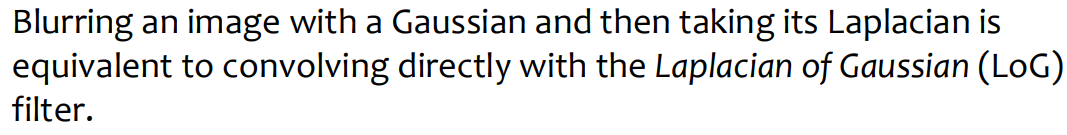 Blurring an image with a Gaussian and then taking its Laplacian is
equivalent to convolving directly with the Laplacian of Gaussian (LoG)
filter.